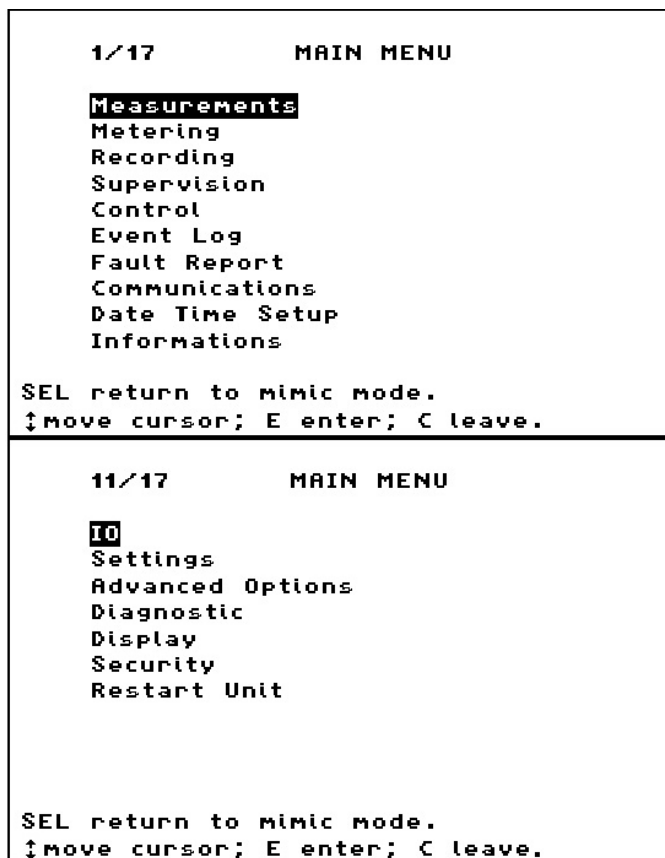 1/17 MAIN MENU
Measurements
Metering
Recording
Supervision
Control
Event Log
Fault Report
Communications
Date Time Setup
Informations
SEL return to mimic mode.
↕move cursor; E enter; C leave.
11/17 MAIN MENU
IO
Settings
Advanced Options
Diagnostic
Display
Security
Restart Unit
SEL return to mimic mode.
↕move cursor; E enter; C leave.